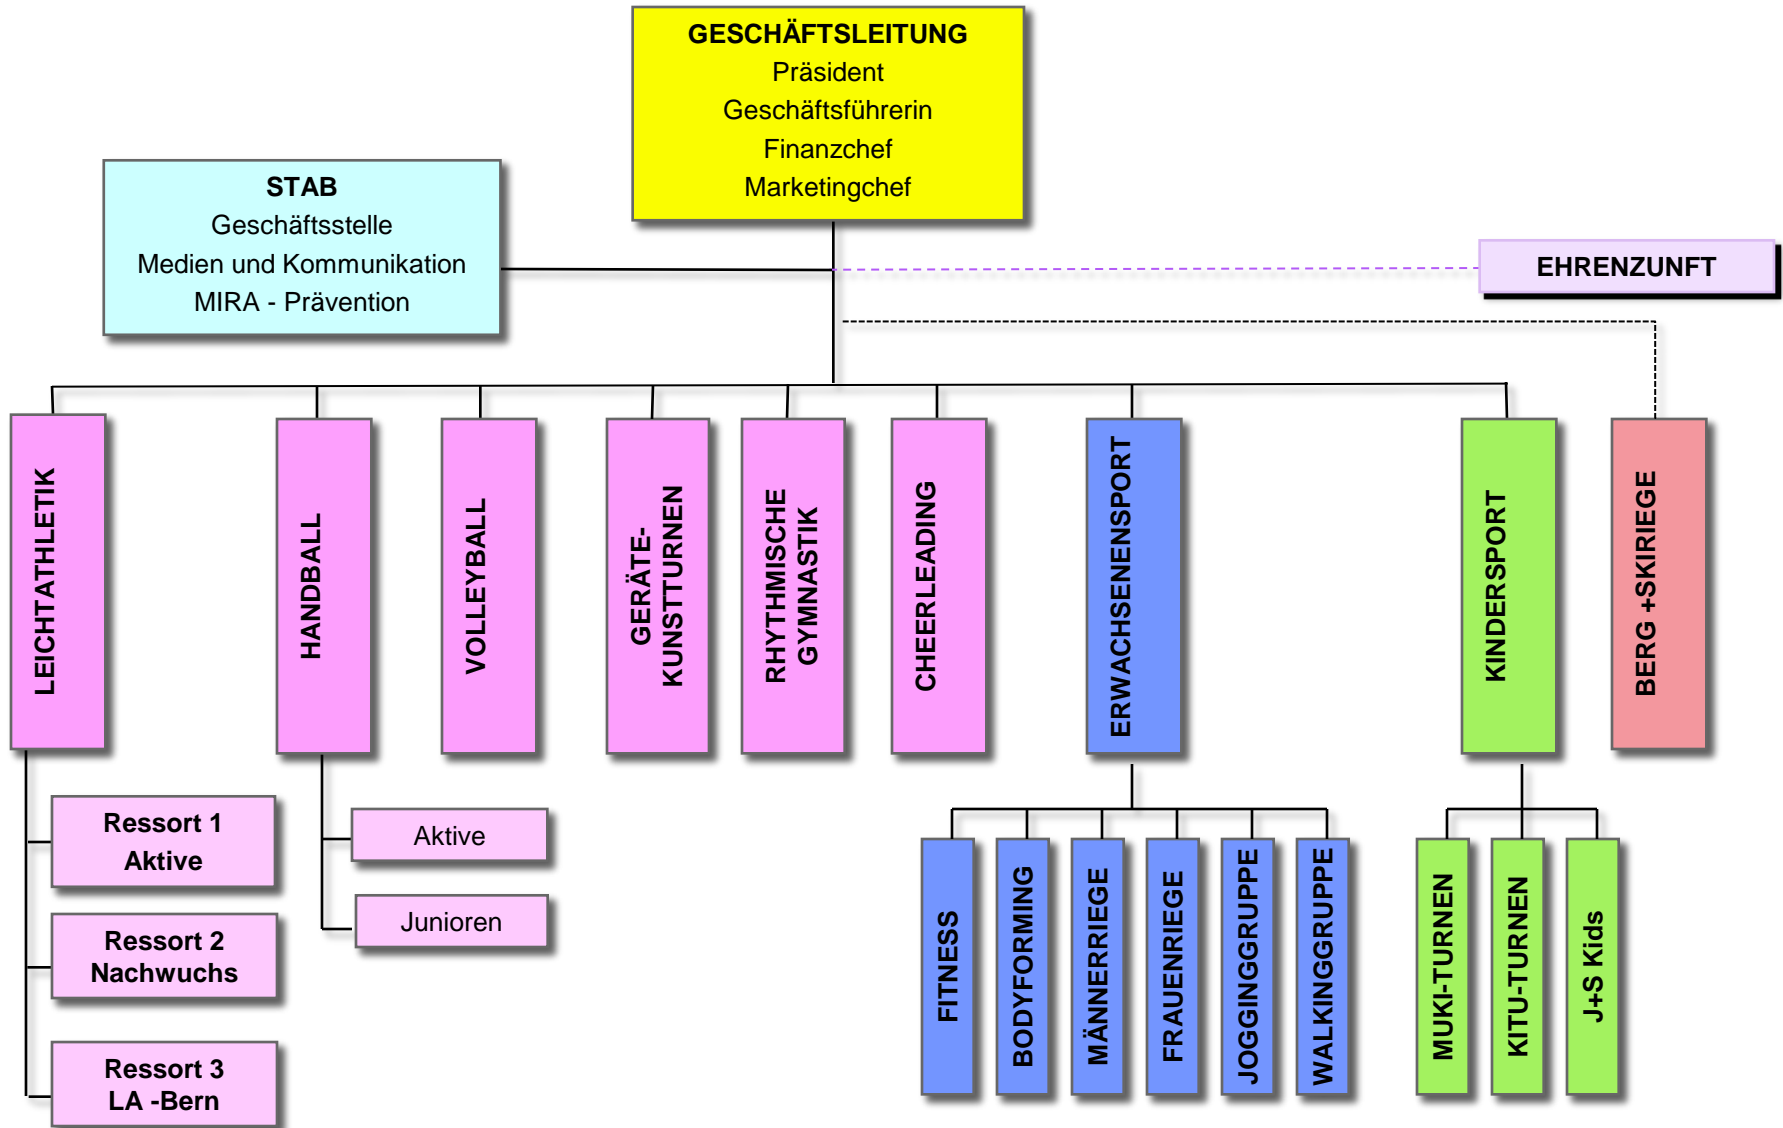 GESCHÄFTSLEITUNG
Präsident
Geschäftsführerin
Finanzchef
Marketingchef
STAB
Geschäftsstelle
Medien und Kommunikation
MIRA - Prävention
EHRENZUNFT
LEICHTATHLETIK
HANDBALL
VOLLEYBALL
GERÄTE-
KUNSTTURNEN
RHYTHMISCHE
GYMNASTIK
CHEERLEADING
ERWACHSENENSPORT
KINDERSPORT
BERG +SKIRIEGE
Ressort 1
Aktive
Ressort 2
Nachwuchs
Ressort 3
LA -Bern
Aktive
Junioren
FITNESS
BODYFORMING
MÄNNERRIEGE
FRAUENRIEGE
JOGGINGGRUPPE
WALKINGGRUPPE
MUKI-TURNEN
KITU-TURNEN
J+S Kids